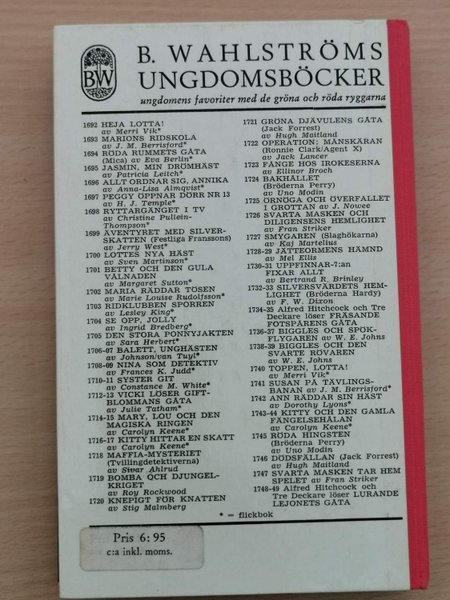 BW
B. WAHLSTRÖMS
UNGDOMSBÖCKER
ungdomens favoriter med de gröna och röda ryggarna
1692 HEJA LOTTA!
av Merri Vik*
1693 MARIONS RIDSKOLA
av J. M. Berrisford*
1694 RÖDA RUMMETS GÅTA
(Mica) av Eva Berlin*
1695 JASMIN, MIN DRÖMHÄST
av Patricia Leitch*
1696 ALLT ORDNAR SIG, ANNIKA
av Anna-Lisa Almqvist*
1697 PEGGY ÖPPNAR DÖRR NR 13
av H. J. Temple*
1698 RYTTARGÄNGET I TV
av Christine Pullein-
Thompson*
1699 ÄVENTYRET MED SILVER-
SKATTEN (Festliga Franssons)
av Jerry West*
1700 LOTTES NYA HÄST
av Sven Martinson*
1701 BETTY OCH DEN GULA
VÅLNADEN
av Margaret Sutton*
1702 MARIA RÄDDAR TÖSEN
av Marie Louise Rudolfsson*
1703 RIDKLUBBEN SPORREN
av Lesley King*
1704 SE OPP, JOLLY
av Ingrid Bredberg*
1705 DEN STORA PONNYJAKTEN
av Sara Herbert*
1706-07 BALETT, UNGHÄSTEN
av Johnson/van Tuyl*
1708-09 NINA SOM DETEKTIV
av Frances K. Judd*
1710-11 SYSTER GIT
av Constance M. White*
1712-13 VICKI LÖSER GIFT-
BLOMMANS GÅTA
av Julie Tatham*
1714-15 MARY, LOU OCH DEN
MAGISKA RINGEN
av Carolyn Keene*
1716-17 KITTY HITTAR EN SKATT
av Carolyn Keene*
1718 MAFFIA-MYSTERIET
(Tvillingdetektiverna)
av Sivar Ahlrud
1719 BOMBA OCH DJUNGEL-
KRIGET
av Roy Rockwood
1720 KNEPIGT FÖR KNATTEN
av Stig Malmberg
1721 GRÖNA DJÄVULENS GÅTA
(Jack Forrest)
av Hugh Maitland
1722 OPERATION: MÅNSKÄRAN
(Ronnie Clark/Agent X)
av Jack Lancer
1723 FÅNGE HOS IROKESERNA
av Ellinor Broch
1724 BAKHÅLLET
(Bröderna Perry)
av Uno Modin
1725 ÖRNÖGA OCH ÖVERFALLET
I GROTTAN av J. Nowee
1726 SVARTA MASKEN OCH
DILIGENSENS HEMLIGHET
av Fran Striker
1727 SMYGAREN (Slaghökarna)
av Kaj Martelius
1728-29 JÄTTEORMENS HÄMND
av Mel Ellis
1730-31 UPPFINNAR-7:an
FIXAR ALLT
av Bertrand R. Brinley
1732-33 SILVERSVÄRDETS HEM-
LIGHET (Bröderna Hardy)
av F. W. Dixon
1734-35 Alfred Hitchcock och Tre
Deckare löser FRÄSANDE
FOTSPÅRENS GÅTA
1736-37 BIGGLES OCH SPÖK-
FLYGAREN av W. E. Johns
1738-39 BIGGLES OCH DEN
SVARTE RÖVAREN
av W. E. Johns
1740 TOPPEN, LOTTA!
av Merri Vik*
1741 SUSAN PÅ TÄVLINGS-
BANAN av J. M. Berrisford*
1742 ANN RÄDDAR SIN HÄST
av Dorothy Lyons*
1743-44 KITTY OCH DEN GAMLA
FÄNGELSEHÅLAN
av Carolyn Keene*
1745 RÖDA HINGSTEN
(Bröderna Perry)
av Uno Modin
1746 DÖDSFÄLLAN (Jack Forrest)
av Hugh Maitland
1747 SVARTA MASKEN TAR HEM
SPELET av Fran Striker
1748-49 Alfred Hitchcock och
Tre Deckare löser LURANDE
LEJONETS GÅTA
* = flickbok
Pris 6:95
c:a inkl. moms.